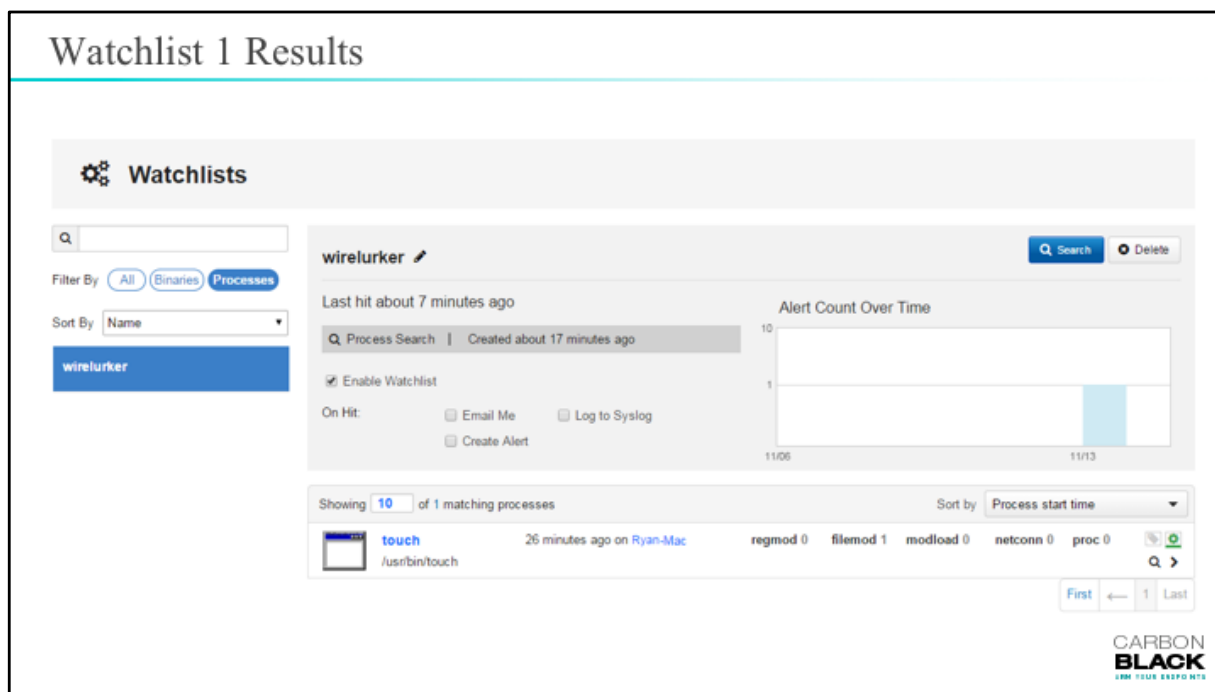 Watchlist 1 Results
Watchlists
Filter By All Binaries Processes
Sort By Name
wirelurker
wirelurker
Search Delete
Last hit about 7 minutes ago
Process Search | Created about 17 minutes ago
Enable Watchlist
On Hit: Email Me Log to Syslog
Create Alert
Alert Count Over Time
10
1
11/06 11/13
Showing 10 of 1 matching processes Sort by Process start time
touch 26 minutes ago on Ryan-Mac regmod 0 filemod 1 modload 0 netconn 0 proc 0
/usr/bin/touch
First ← 1 Last
CARBON
BLACK
ARM YOUR ENDPOINTS